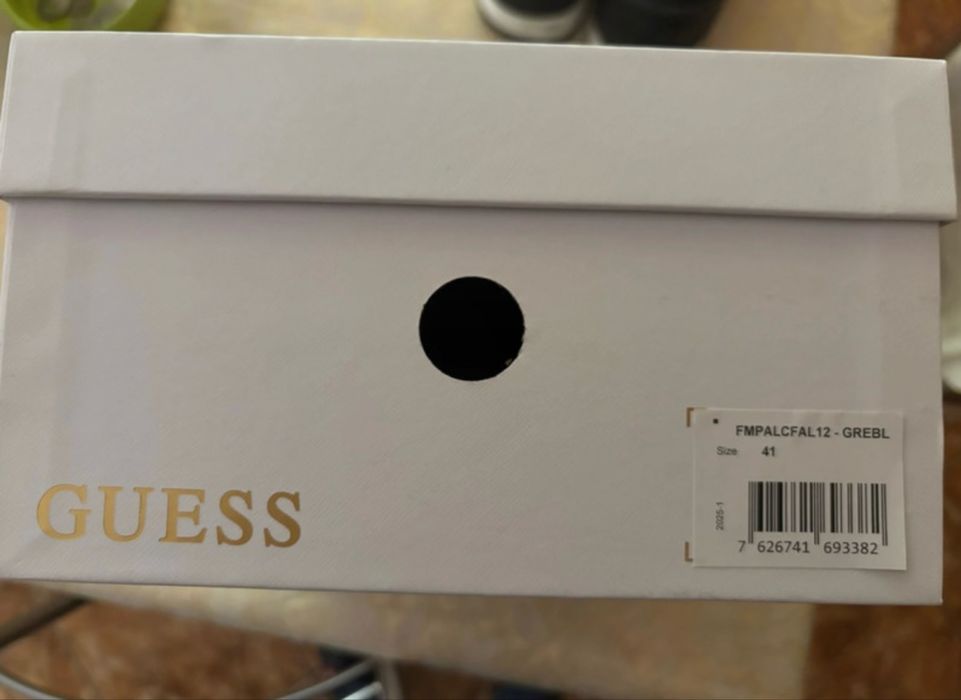 GUESS
FMPALCFAL12 - GREBL
Size 41
2025-1
7 626741 693382